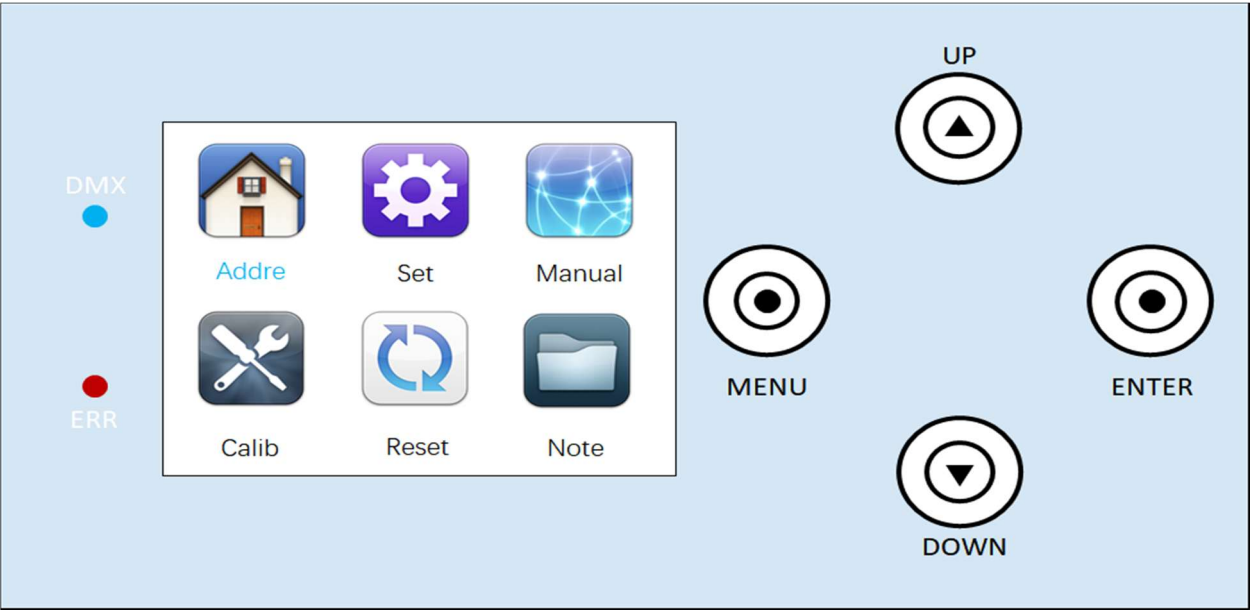 UP
DMX
Addre
Set
Manual
MENU
ENTER
ERR
Calib
Reset
Note
DOWN